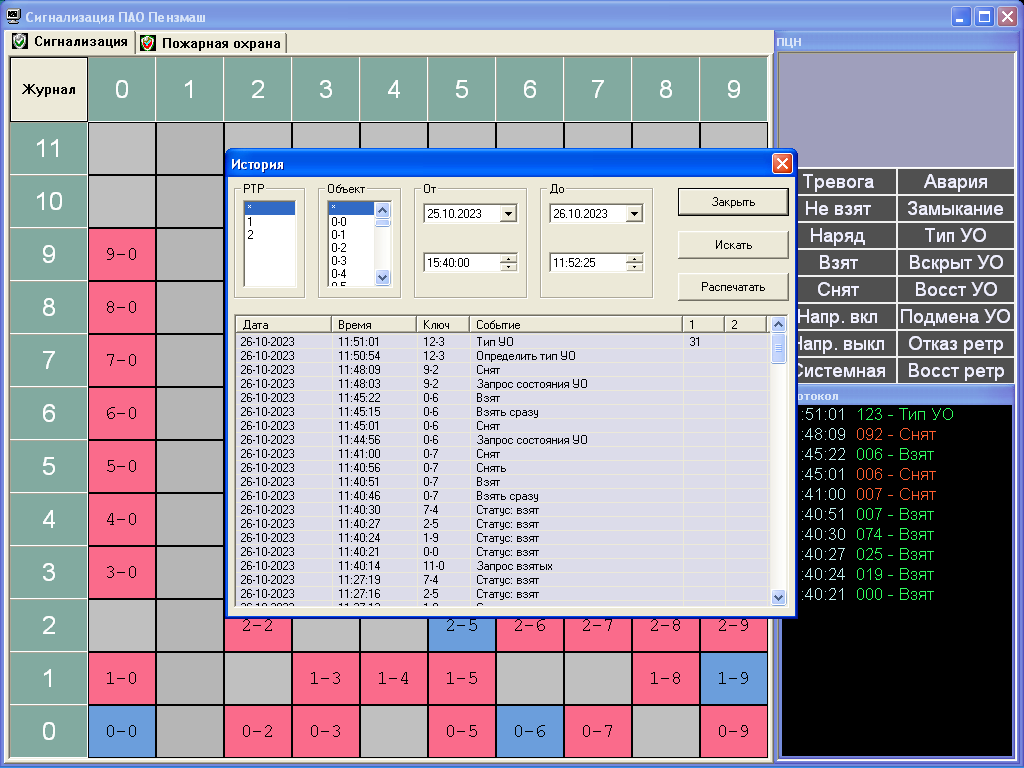 Сигнализация ПАО Пензмаш
Сигнализация
Пожарная охрана
ПЦН
Журнал
0 1 2 3 4 5 6 7 8 9
11
10
9 9-0
8 8-0
7 7-0
6 6-0
5 5-0
4 4-0
3 3-0
2 2-2 2-5 2-6 2-7 2-8 2-9
1 1-0 1-3 1-4 1-5 1-8 1-9
0 0-0 0-2 0-3 0-5 0-6 0-7 0-9
История
РТР Объект От До
*
1
2
*
0-0
0-1
0-2
0-3
0-4
25.10.2023
15:40:00
26.10.2023
11:52:25
Закрыть
Искать
Распечатать
Дата Время Ключ Событие 1 2
26-10-2023 11:51:01 12-3 Тип УО 31
26-10-2023 11:50:54 12-3 Определить тип УО
26-10-2023 11:48:09 9-2 Снят
26-10-2023 11:48:03 9-2 Запрос состояния УО
26-10-2023 11:45:22 0-6 Взят
26-10-2023 11:45:15 0-6 Взять сразу
26-10-2023 11:45:01 0-6 Снят
26-10-2023 11:44:56 0-6 Запрос состояния УО
26-10-2023 11:41:00 0-7 Снят
26-10-2023 11:40:56 0-7 Снять
26-10-2023 11:40:51 0-7 Взят
26-10-2023 11:40:46 0-7 Взять сразу
26-10-2023 11:40:30 7-4 Статус: взят
26-10-2023 11:40:27 2-5 Статус: взят
26-10-2023 11:40:24 1-9 Статус: взят
26-10-2023 11:40:21 0-0 Статус: взят
26-10-2023 11:40:14 11-0 Запрос взятых
26-10-2023 11:27:19 7-4 Статус: взят
26-10-2023 11:27:16 2-5 Статус: взят
Тревога Авария
Не взят Замыкание
Наряд Тип УО
Взят Вскрыт УО
Снят Восст УО
Напр. вкл Подмена УО
Напр. выкл Отказ ретр
Системная Восст ретр
отокол
:51:01 123 - Тип УО
:48:09 092 - Снят
:45:22 006 - Взят
:45:01 006 - Снят
:41:00 007 - Снят
:40:51 007 - Взят
:40:30 074 - Взят
:40:27 025 - Взят
:40:24 019 - Взят
:40:21 000 - Взят